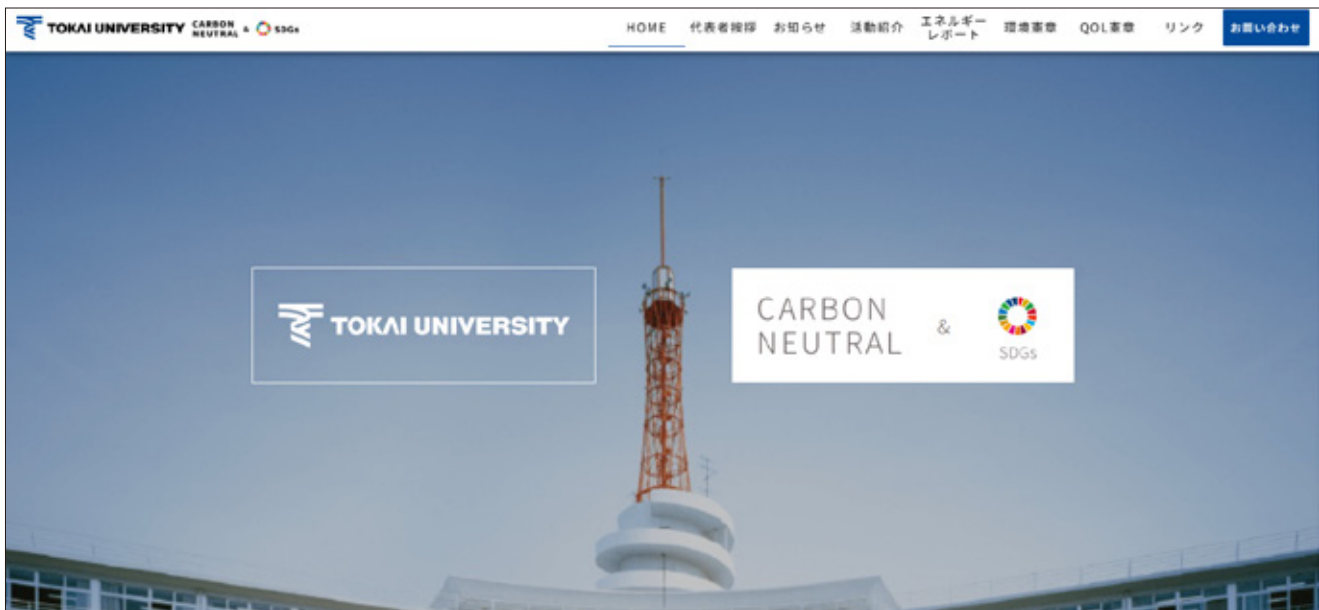 TOKAI UNIVERSITY CARBON NEUTRAL & SDGs
HOME
代表者挨拶
お知らせ
活動紹介
エネルギー
レポート
環境憲章
QOL憲章
リンク
お問い合わせ
TOKAI UNIVERSITY
CARBON
NEUTRAL
&
SDGs